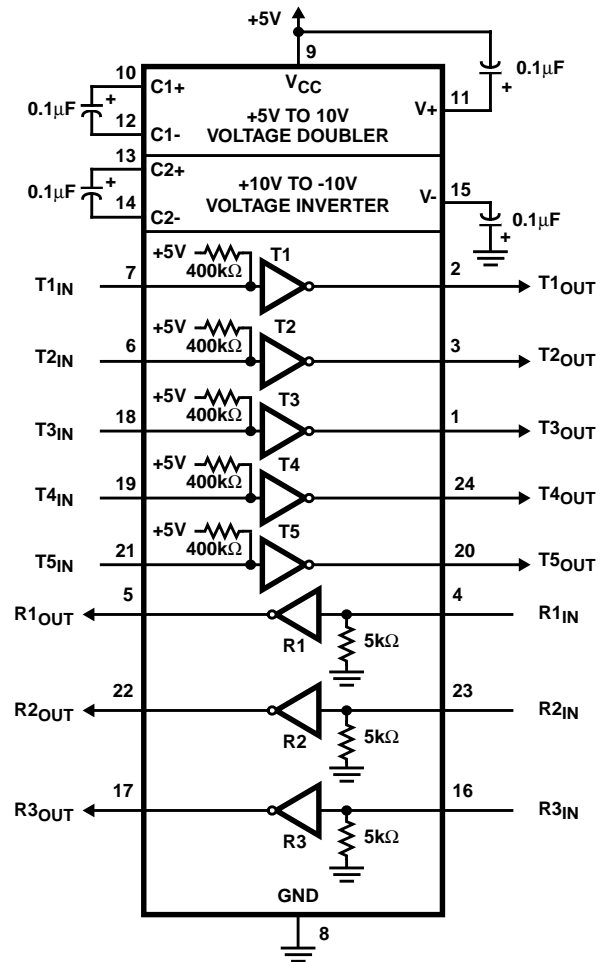 +5V
9
VCC
10
C1+
0.1μF
+
12
C1-
+5V TO 10V
VOLTAGE DOUBLER
V+
11
0.1μF
+
13
C2+
0.1μF
+
14
C2-
+10V TO -10V
VOLTAGE INVERTER
V-
15
0.1μF
+
T1IN
7
+5V
400kΩ
T1
2
T1OUT
T2IN
6
+5V
400kΩ
T2
3
T2OUT
T3IN
18
+5V
400kΩ
T3
1
T3OUT
T4IN
19
+5V
400kΩ
T4
24
T4OUT
T5IN
21
+5V
400kΩ
T5
20
T5OUT
R1OUT
5
R1
5kΩ
4
R1IN
R2OUT
22
R2
5kΩ
23
R2IN
R3OUT
17
R3
5kΩ
16
R3IN
GND
8